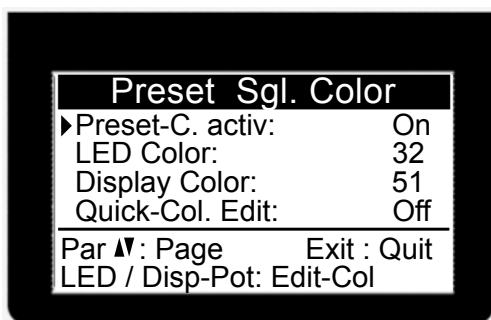 Preset Sgl. Color
Preset-C. activ: On
LED Color: 32
Display Color: 51
Quick-Col. Edit: Off
Par : Page Exit : Quit
LED / Disp-Pot: Edit-Col